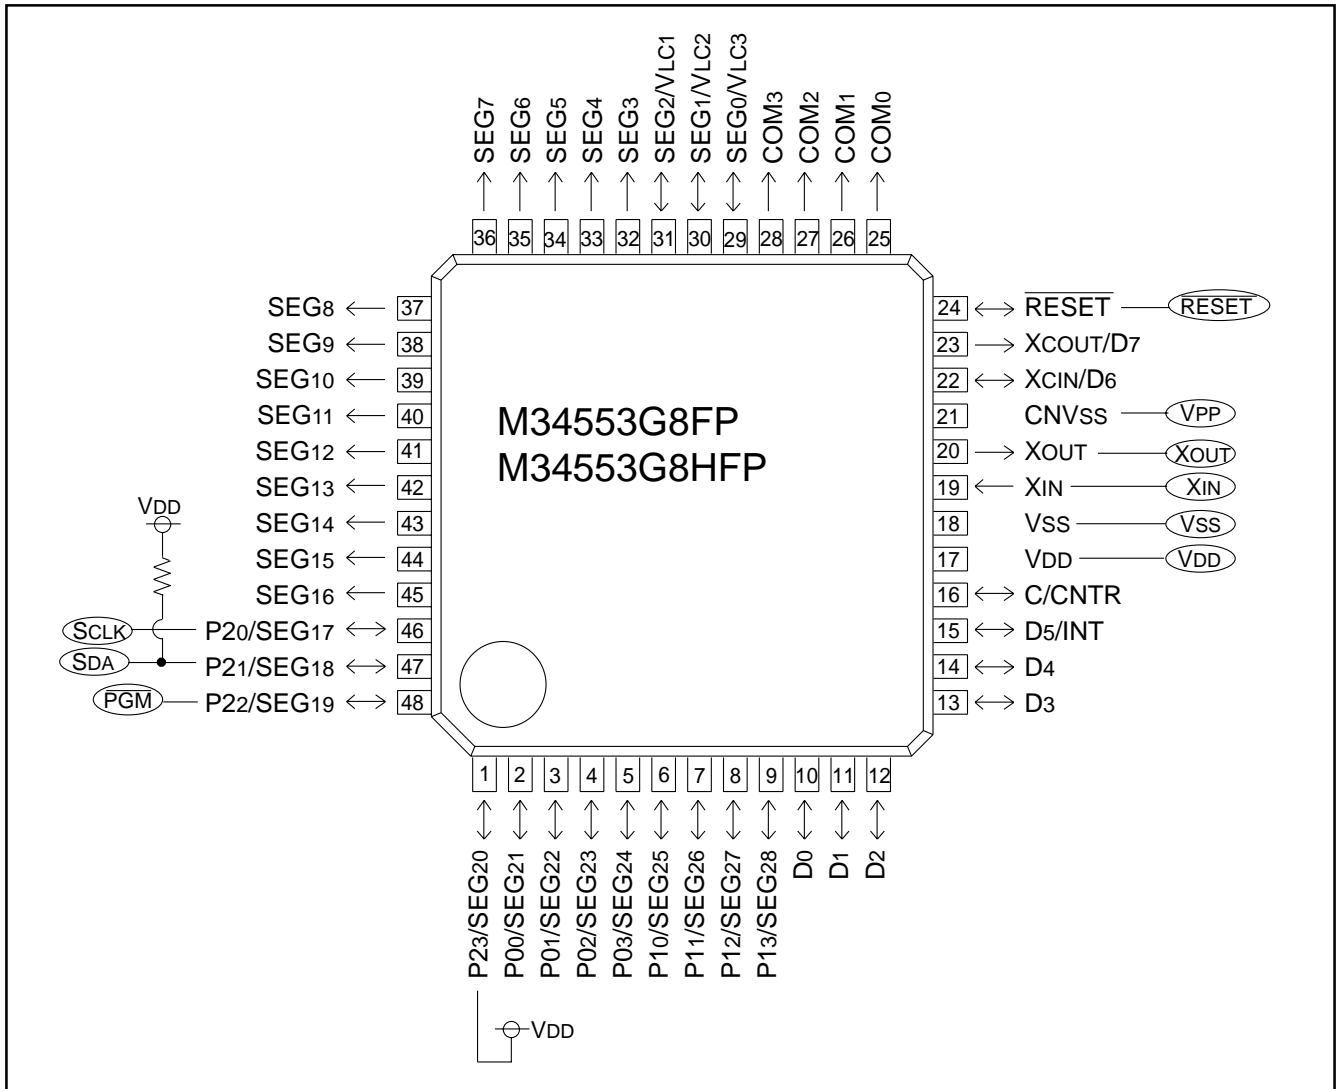 SEG7
SEG6
SEG5
SEG4
SEG3
SEG2/VLC1
SEG1/VLC2
SEG0/VLC3
COM3
COM2
COM1
COM0
36
35
34
33
32
31
30
29
28
27
26
25
SEG8 37
SEG9 38
SEG10 39
SEG11 40
SEG12 41
SEG13 42
SEG14 43
SEG15 44
SEG16 45
VDD
SCLK P20/SEG17 46
SDA P21/SEG18 47
PGM P22/SEG19 48
M34553G8FP
M34553G8HFP
24 RESET RESET
23 XCOUT/D7
22 XCIN/D6
21 CNVSS VPP
20 XOUT XOUT
19 XIN XIN
18 VSS VSS
17 VDD VDD
16 C/CNTR
15 D5/INT
14 D4
13 D3
1
2
3
4
5
6
7
8
9
10
11
12
P23/SEG20
P00/SEG21
P01/SEG22
P02/SEG23
P03/SEG24
P10/SEG25
P11/SEG26
P12/SEG27
P13/SEG28
D0
D1
D2
VDD